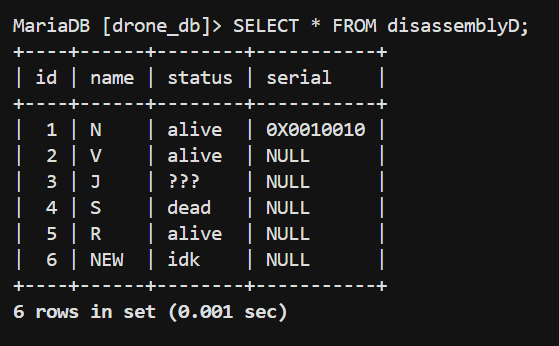 MariaDB [drone_db]> SELECT * FROM disassemblyD;
+----+------+--------+-----------+
| id | name | status | serial    |
+----+------+--------+-----------+
|  1 | N    | alive  | 0X0010010 |
|  2 | V    | alive  | NULL      |
|  3 | J    | ???    | NULL      |
|  4 | S    | dead   | NULL      |
|  5 | R    | alive  | NULL      |
|  6 | NEW  | idk    | NULL      |
+----+------+--------+-----------+
6 rows in set (0.001 sec)